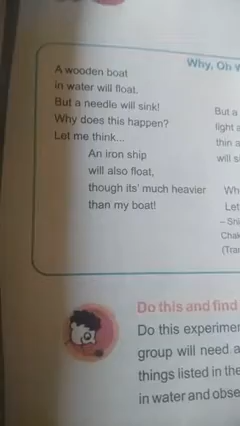 Why, Oh W
A wooden boat
in water will float.
But a needle will sink!
Why does this happen?
Let me think...
An iron ship
will also float,
though its' much heavier
than my boat!
But a
light a
thin a
will si
Wh
Let
– Sni
Chak
(Tra
Do this and find
Do this experimer
group will need a
things listed in the
in water and obse